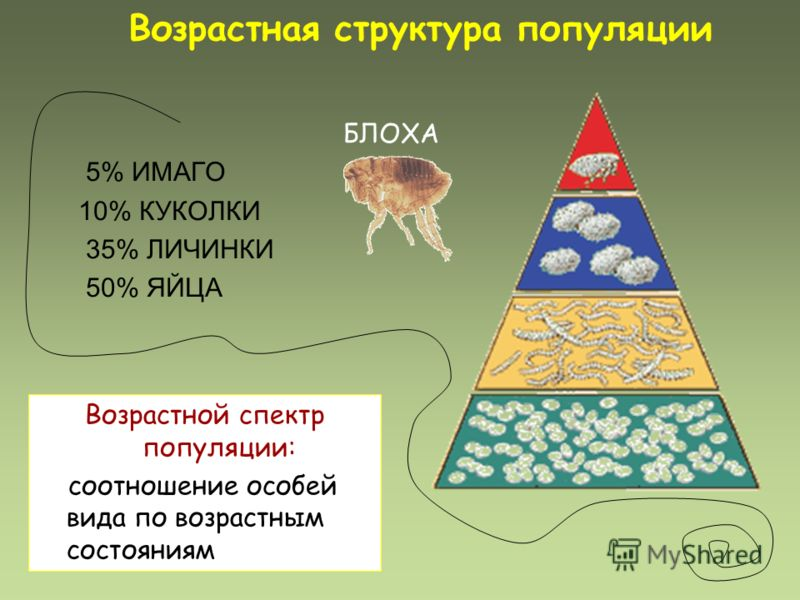 Возрастная структура популяции
БЛОХА
5% ИМАГО
10% КУКОЛКИ
35% ЛИЧИНКИ
50% ЯЙЦА
Возрастной спектр
популяции:
соотношение особей
вида по возрастным
состояниям
MyShared